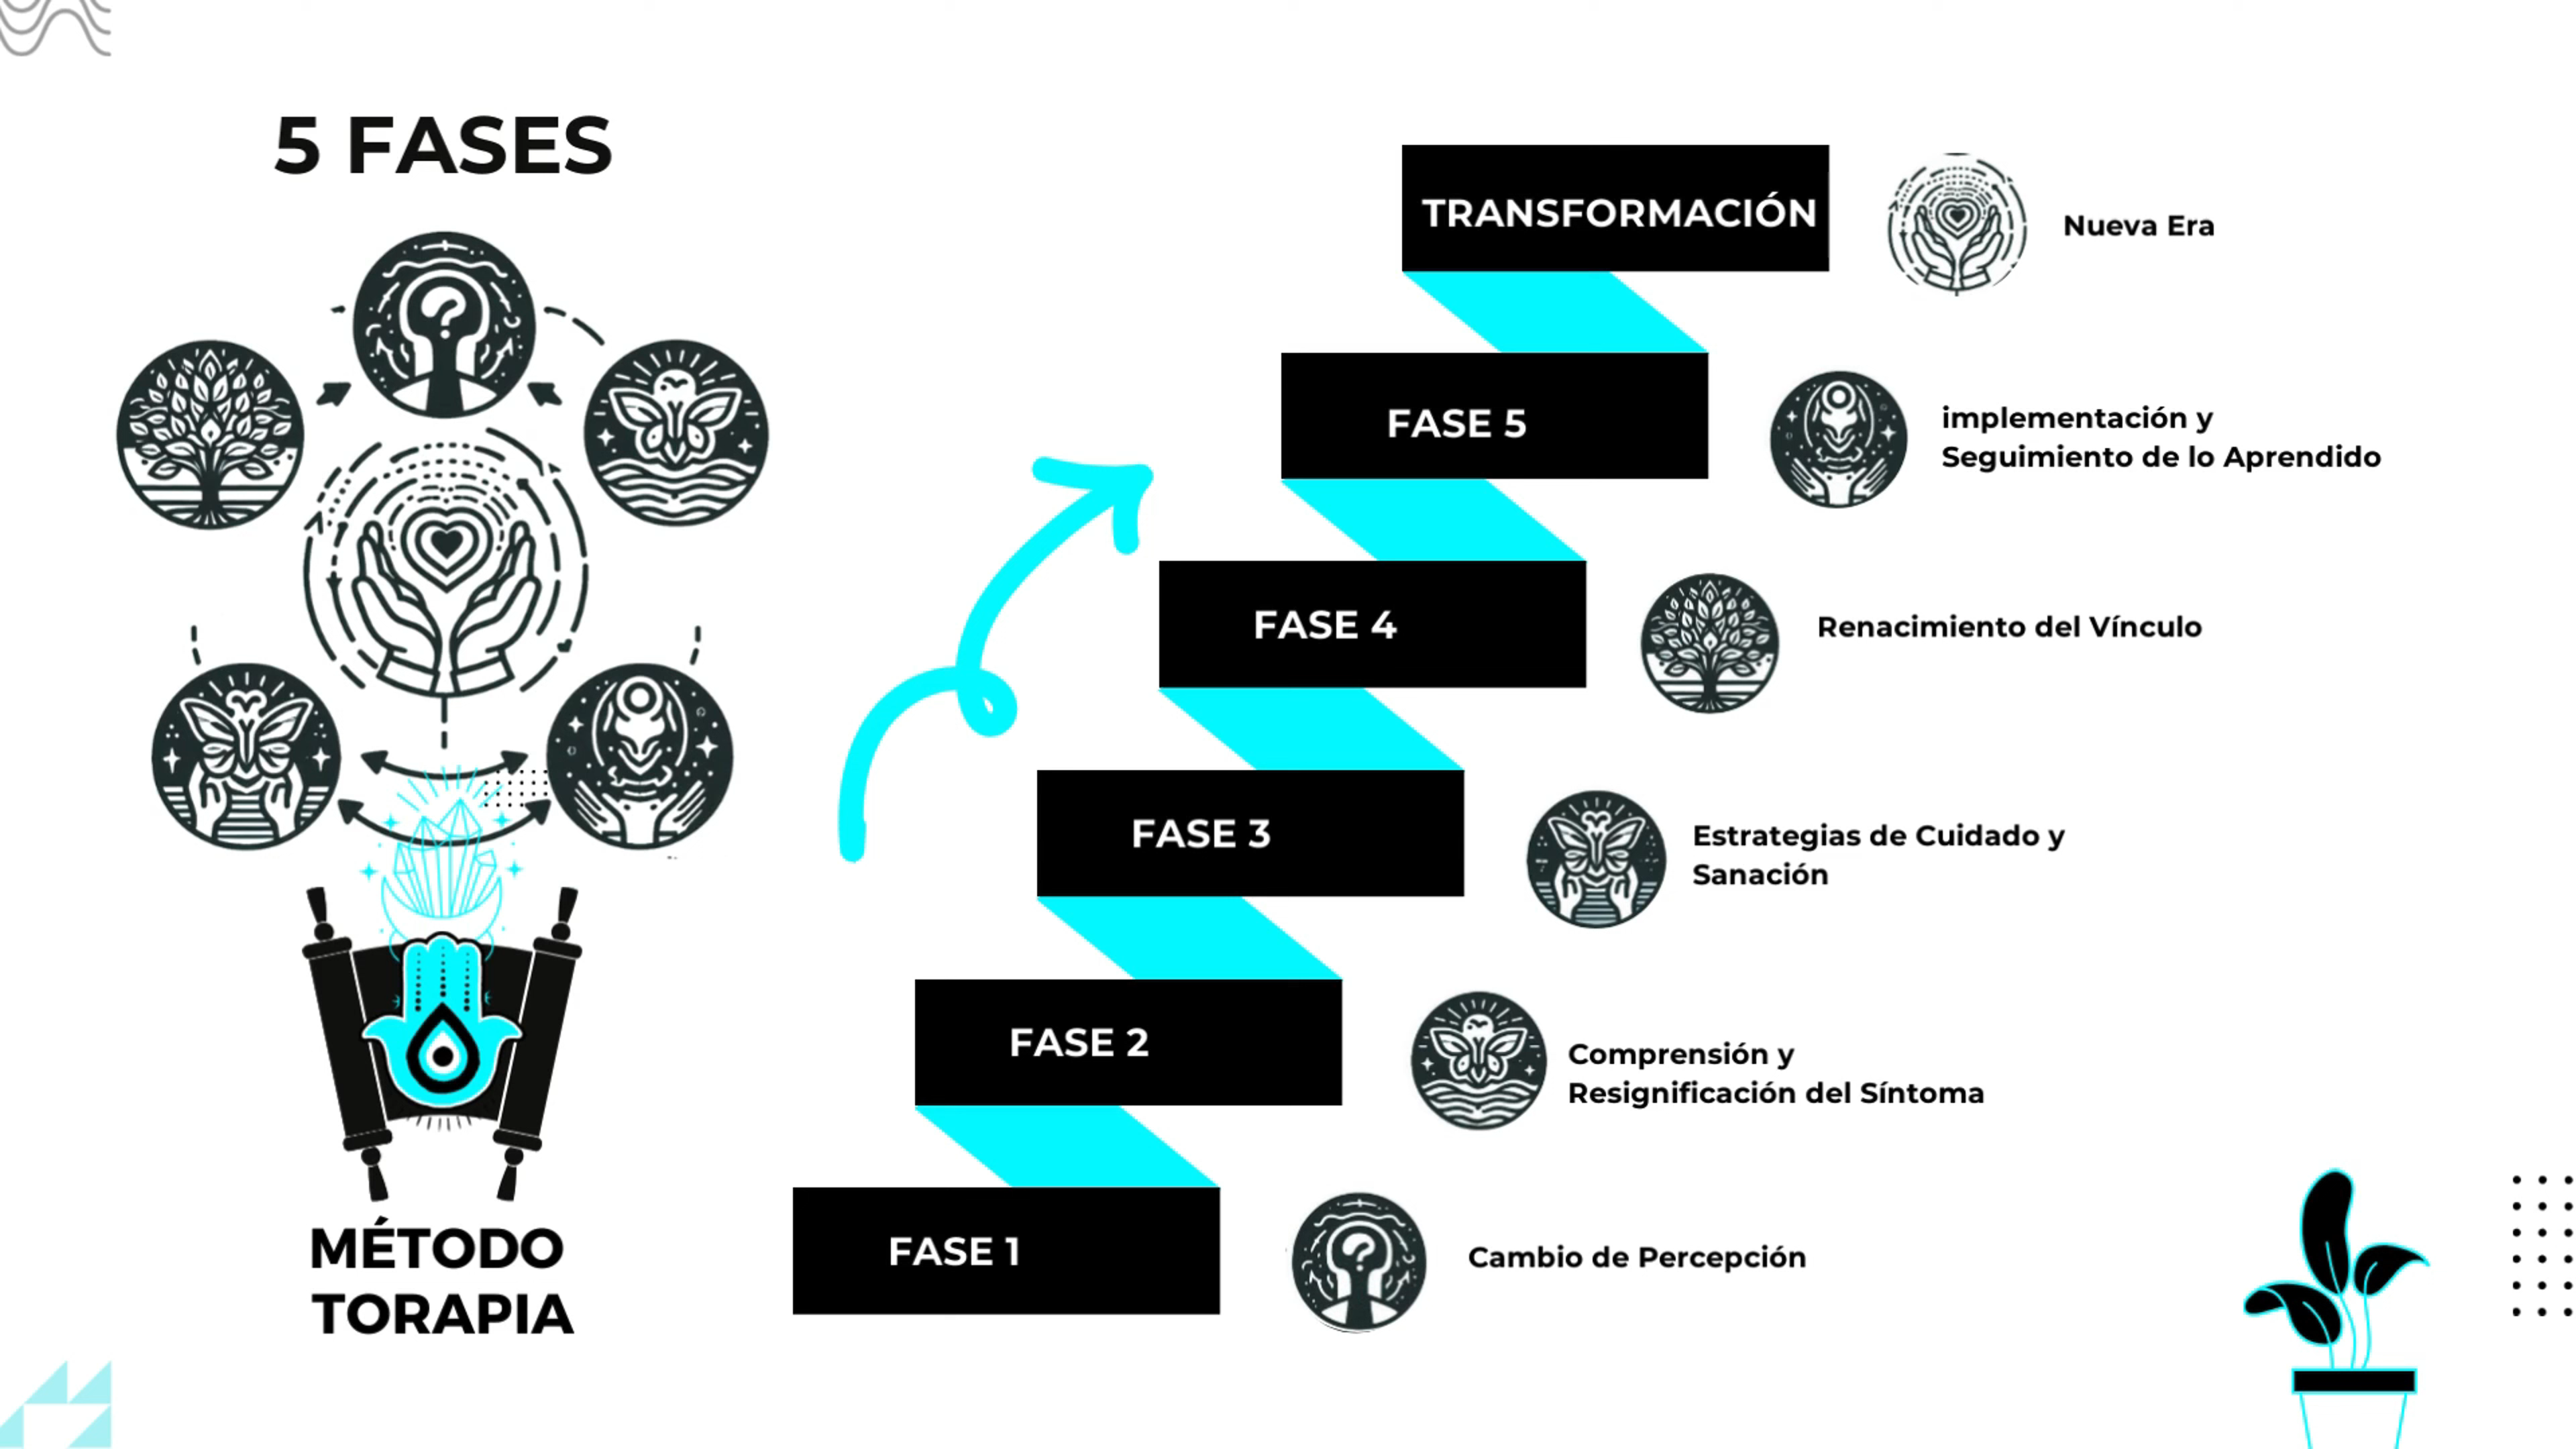 5 FASES
MÉTODO
TORAPIA
TRANSFORMACIÓN
Nueva Era
FASE 5
implementación y
Seguimiento de lo Aprendido
FASE 4
Renacimiento del Vínculo
FASE 3
Estrategias de Cuidado y
Sanación
FASE 2
Comprensión y
Resignificación del Síntoma
FASE 1
Cambio de Percepción